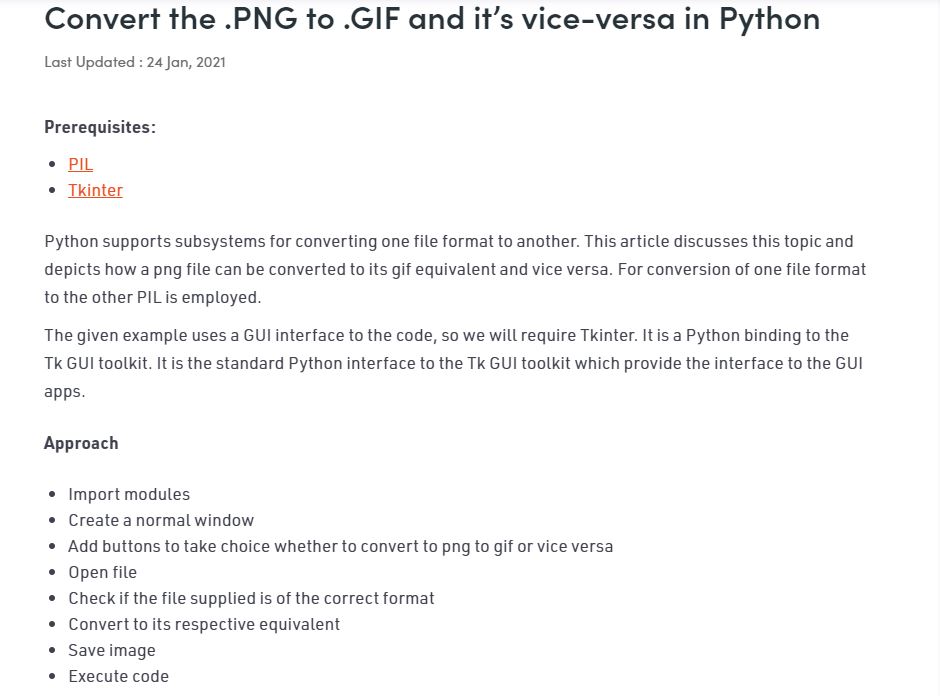 Convert the .PNG to .GIF and it’s vice-versa in Python
Last Updated : 24 Jan, 2021
Prerequisites:
• PIL
• Tkinter
Python supports subsystems for converting one file format to another. This article discusses this topic and
depicts how a png file can be converted to its gif equivalent and vice versa. For conversion of one file format
to the other PIL is employed.
The given example uses a GUI interface to the code, so we will require Tkinter. It is a Python binding to the
Tk GUI toolkit. It is the standard Python interface to the Tk GUI toolkit which provide the interface to the GUI
apps.
Approach
• Import modules
• Create a normal window
• Add buttons to take choice whether to convert to png to gif or vice versa
• Open file
• Check if the file supplied is of the correct format
• Convert to its respective equivalent
• Save image
• Execute code